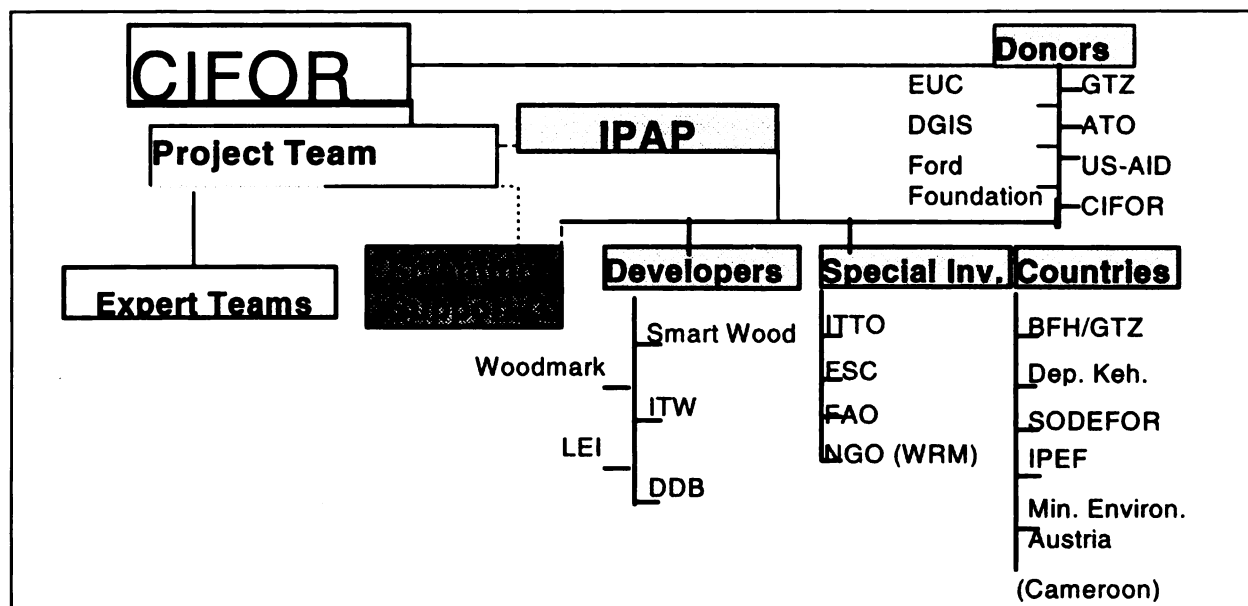 CIFOR
Donors
EUC
GTZ
DGIS
ATO
Ford
Foundation
US-AID
CIFOR
IPAP
Project Team
Expert Teams
Support
Developers
Smart Wood
Woodmark
ITW
LEI
DDB
Special Inv.
ITTO
FAO
NGO (WRM)
Countries
BFH/GTZ
Dep. Keh.
SODEFOR
IPEF
Min. Environ.
Austria
(Cameroon)